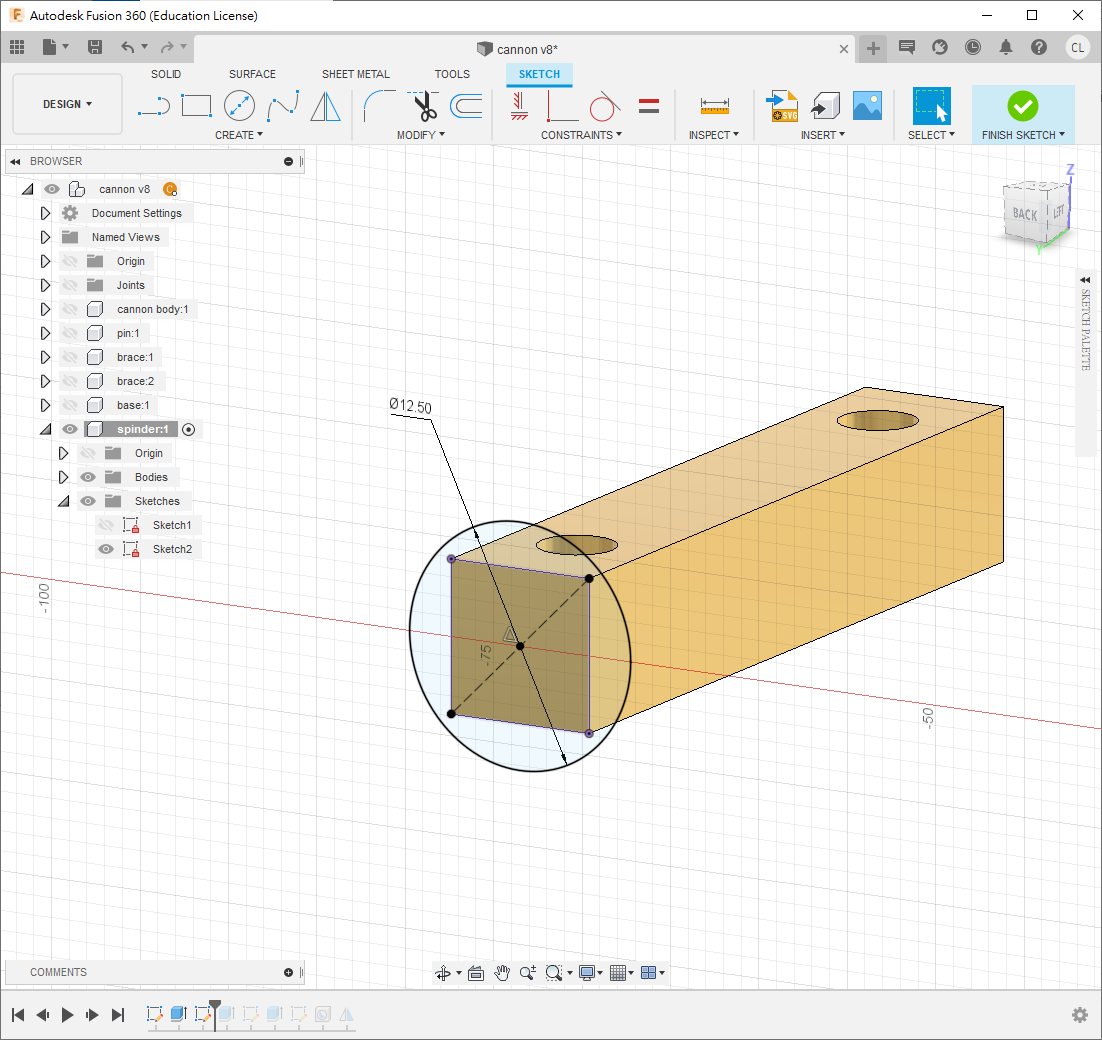 Autodesk Fusion 360 (Education License)
cannon v8*
CL
DESIGN
SOLID
SURFACE
SHEET METAL
TOOLS
SKETCH
CREATE
MODIFY
CONSTRAINTS
INSPECT
SVG
INSERT
SELECT
FINISH SKETCH
BROWSER
cannon v8
Document Settings
Named Views
Origin
Joints
cannon body:1
pin:1
brace:1
brace:2
base:1
spinder:1
Origin
Bodies
Sketches
Sketch1
Sketch2
Z
BACK
LEFT
Y
SKETCH PALETTE
Ø12.50
-100
-75
-50
COMMENTS